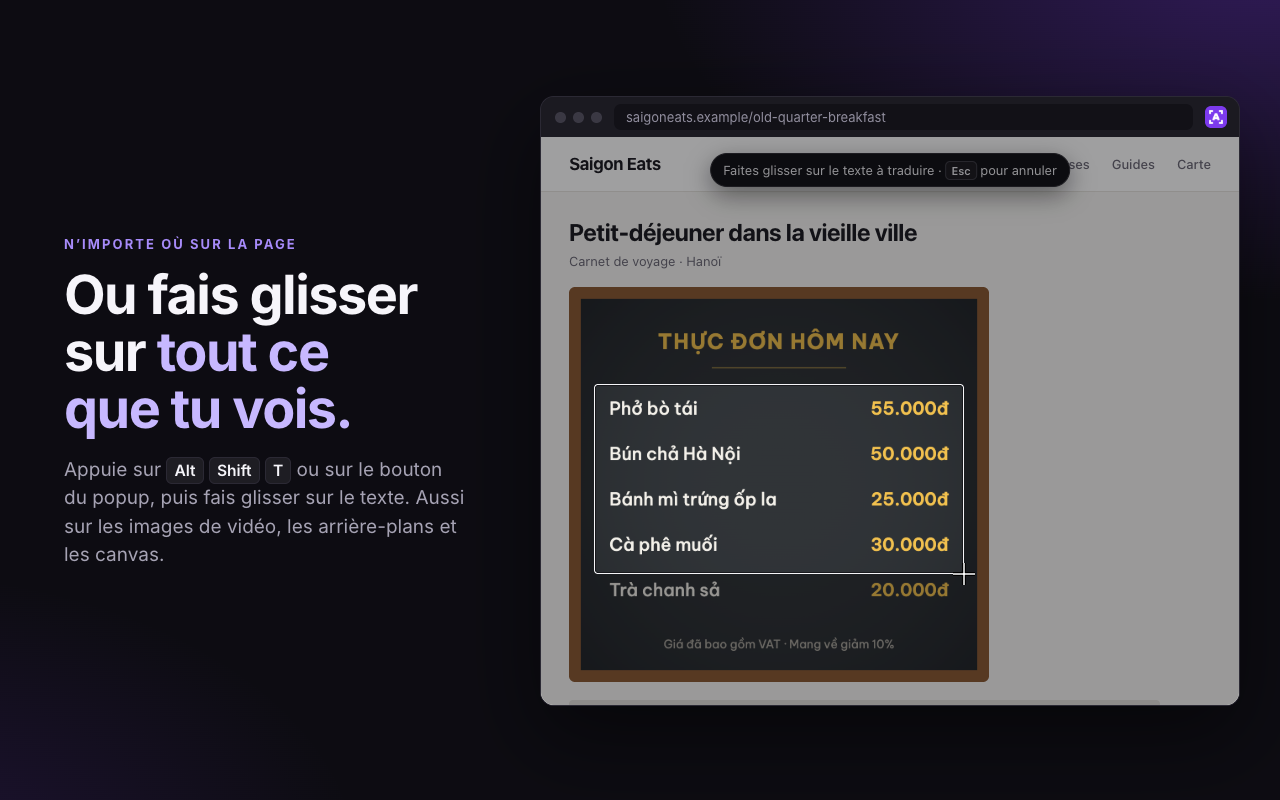 N’IMPORTE OÙ SUR LA PAGE
Ou fais glisser
sur tout ce
que tu vois.
Appuie sur Alt Shift T ou sur le bouton
du popup, puis fais glisser sur le texte. Aussi
sur les images de vidéo, les arrière-plans et
les canvas.
saigoneats.example/old-quarter-breakfast
Saigon Eats
Faites glisser sur le texte à traduire · Esc pour annuler
Guides
Carte
Petit-déjeuner dans la vieille ville
Carnet de voyage · Hanoï
THỰC ĐƠN HÔM NAY
Phở bò tái 55.000đ
Bún chả Hà Nội 50.000đ
Bánh mì trứng ốp la 25.000đ
Cà phê muối 30.000đ
Trà chanh sả 20.000đ
Giá đã bao gồm VAT · Mang về giảm 10%